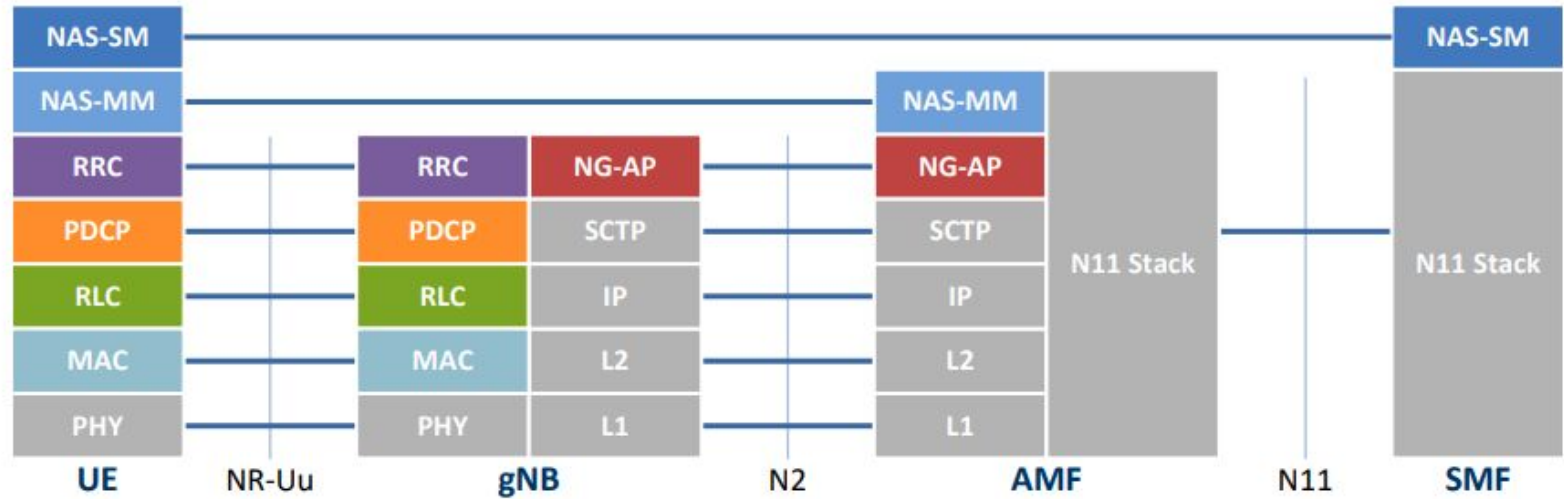 NAS-SM NAS-SM
NAS-MM NAS-MM
RRC RRC NG-AP NG-AP
PDCP PDCP SCTP SCTP
N11 Stack N11 Stack
RLC RLC IP IP
MAC MAC L2 L2
PHY PHY L1 L1
UE NR-Uu gNB N2 AMF N11 SMF